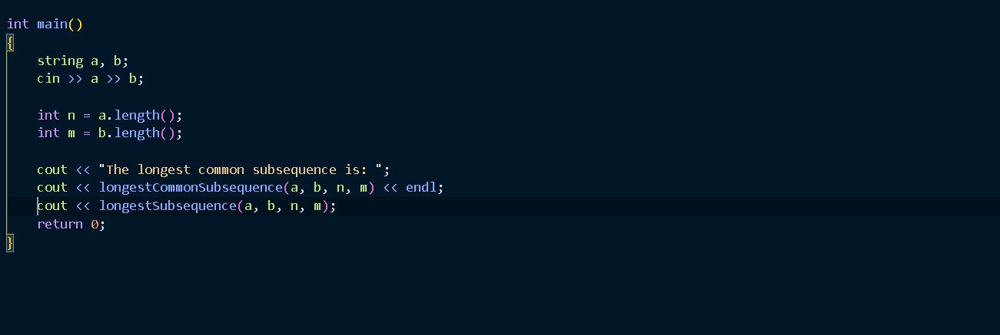 int main()
{
    string a, b;
    cin >> a >> b;

    int n = a.length();
    int m = b.length();

    cout << "The longest common subsequence is: ";
    cout << longestCommonSubsequence(a, b, n, m) << endl;
    cout << longestSubsequence(a, b, n, m);
    return 0;
}